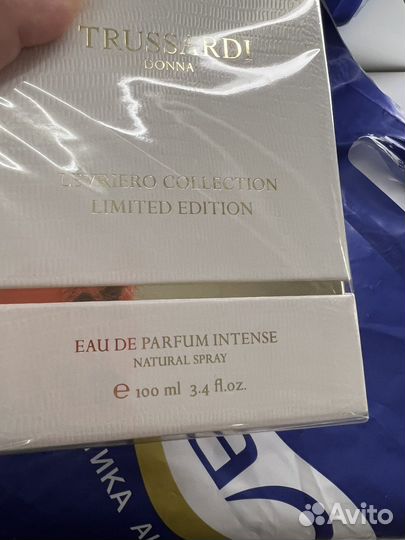 TRUSSARDI
DONNA
LEVRIERO COLLECTION
LIMITED EDITION
EAU DE PARFUM INTENSE
NATURAL SPRAY
e 100 ml 3.4 fl.oz.
Avito